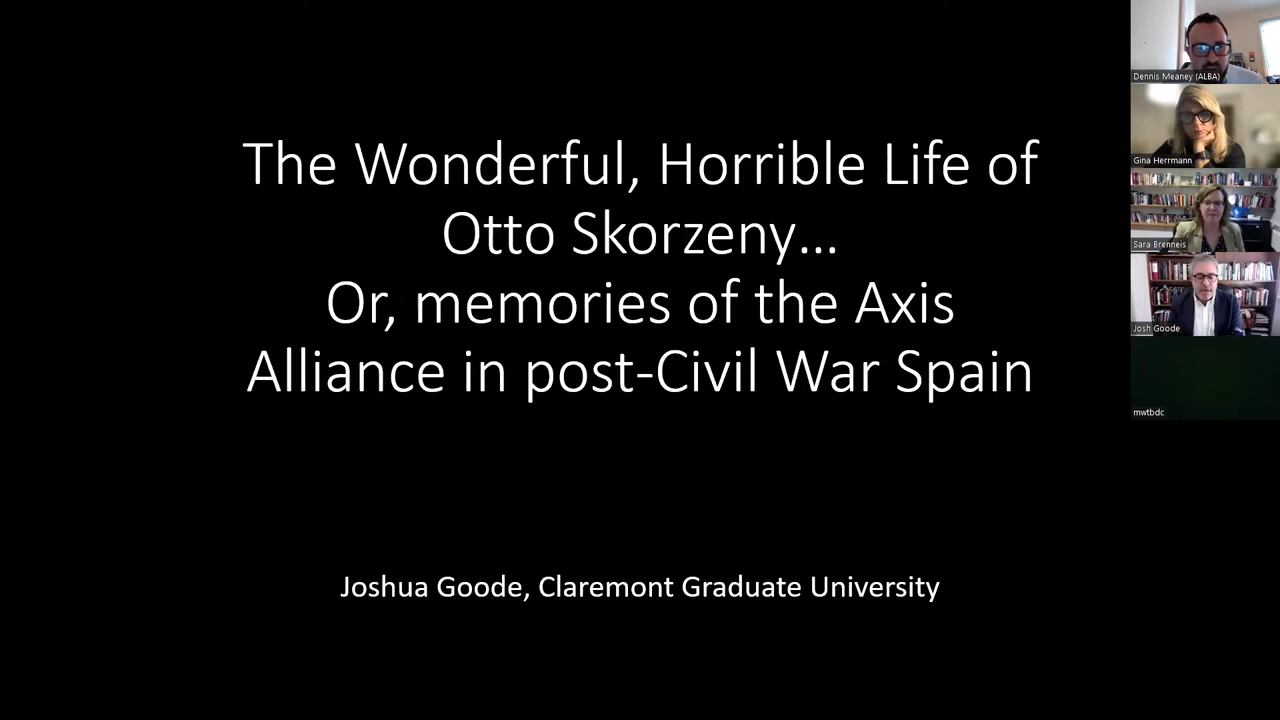 The Wonderful, Horrible Life of
Otto Skorzeny...
Or, memories of the Axis
Alliance in post-Civil War Spain
Joshua Goode, Claremont Graduate University
Dennis Meaney (ALBA)
Gina Herrmann
Sara Brenneis
Josh Goode
mwtbdc